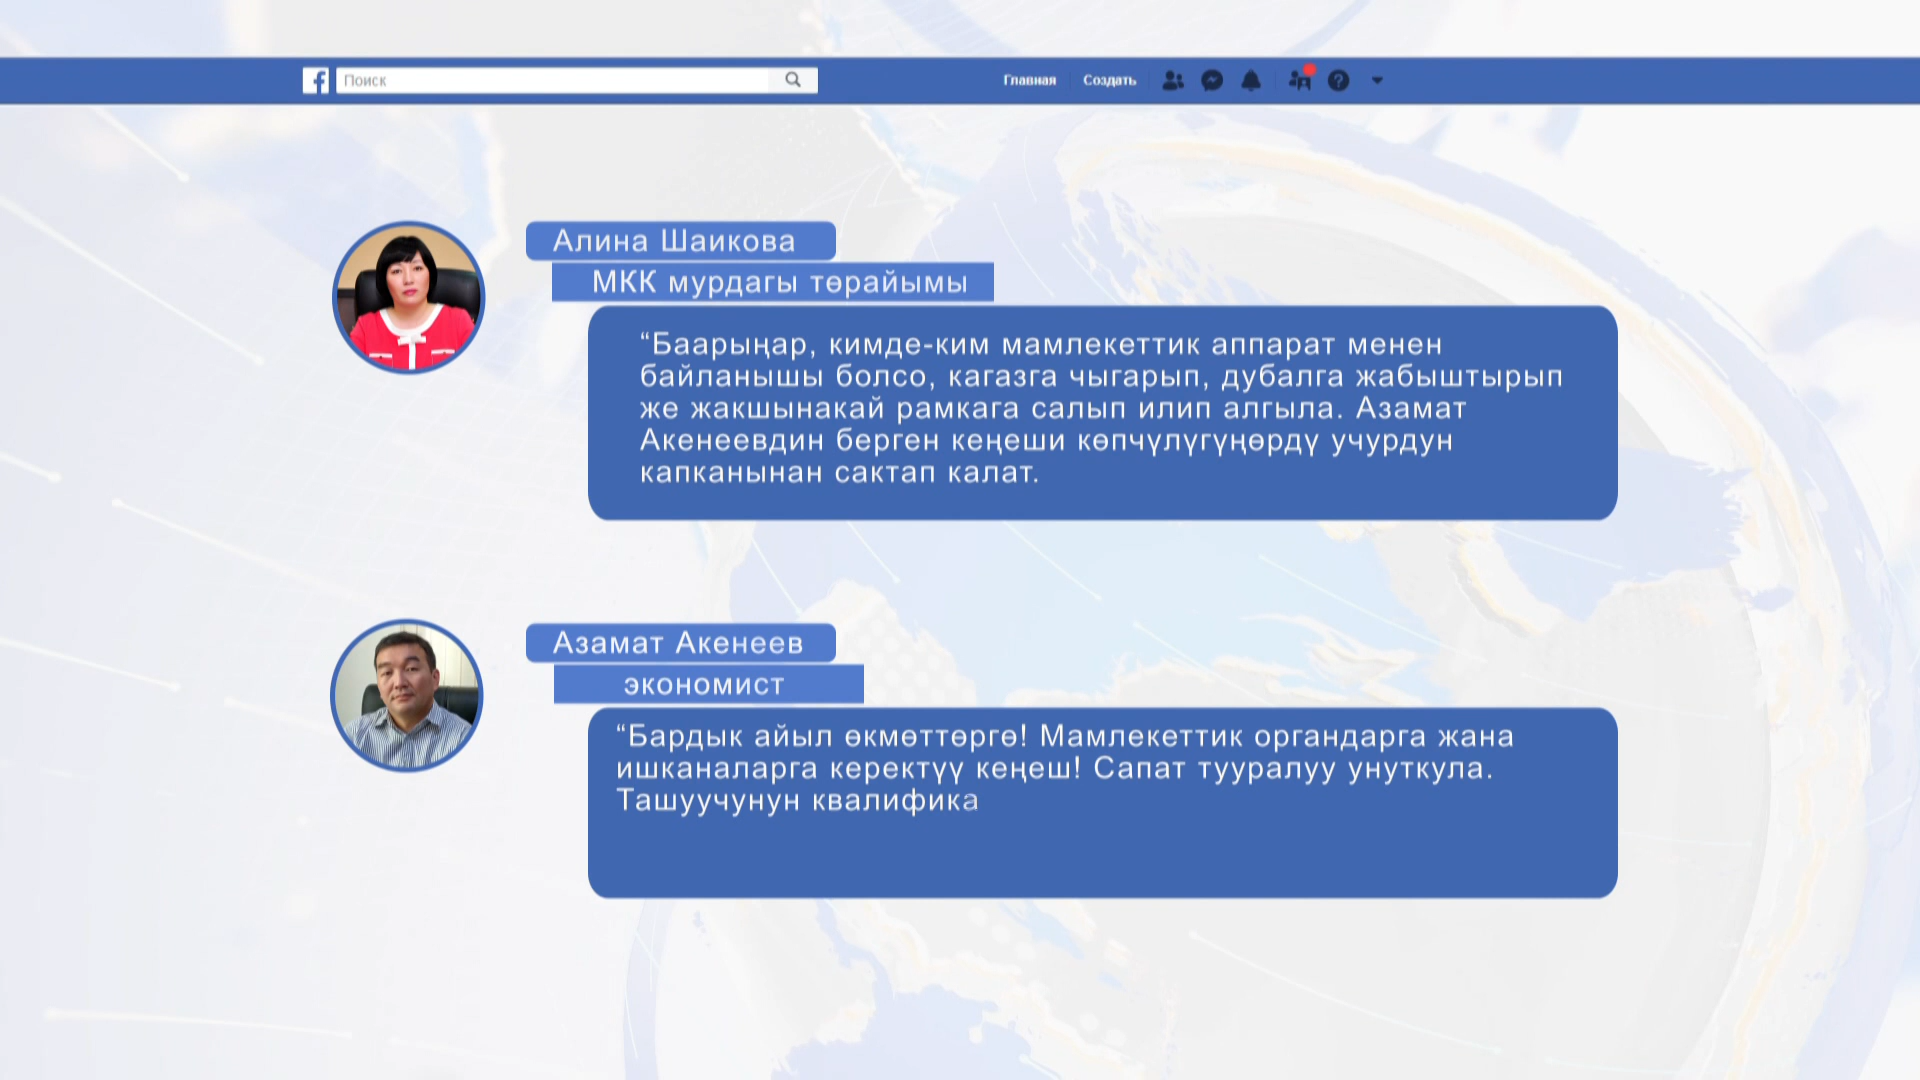 Поиск
Главная Создать
Алина Шаикова
МКК мурдагы төрайымы
“Баарыңар, кимде-ким мамлекеттик аппарат менен
байланышы болсо, кагазга чыгарып, дубалга жабыштырып
же жакшынакай рамкага салып илип алгыла. Азамат
Акенеевдин берген кеңеши көпчүлүгүңөрдү учурдун
капканынан сактап калат.
Азамат Акенеев
экономист
“Бардык айыл өкмөттөргө! Мамлекеттик органдарга жана
ишканаларга керектүү кеңеш! Сапат тууралуу унуткула.
Ташуучунун квалифика